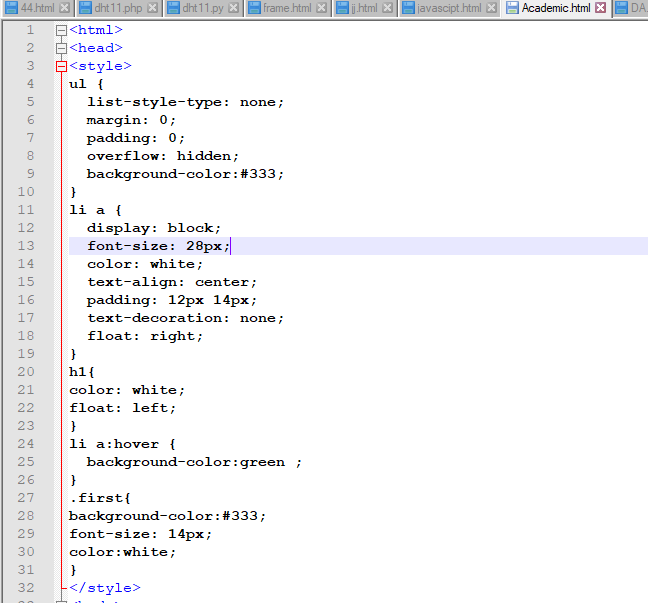 44.html dht11.php dht11.py frame.html jj.html javascipt.html Academic.html DA.
1 <html>
2 <head>
3 <style>
4 ul {
5 list-style-type: none;
6 margin: 0;
7 padding: 0;
8 overflow: hidden;
9 background-color:#333;
10 }
11 li a {
12 display: block;
13 font-size: 28px;
14 color: white;
15 text-align: center;
16 padding: 12px 14px;
17 text-decoration: none;
18 float: right;
19 }
20 h1{
21 color: white;
22 float: left;
23 }
24 li a:hover {
25 background-color:green ;
26 }
27 .first{
28 background-color:#333;
29 font-size: 14px;
30 color:white;
31 }
32 </style>